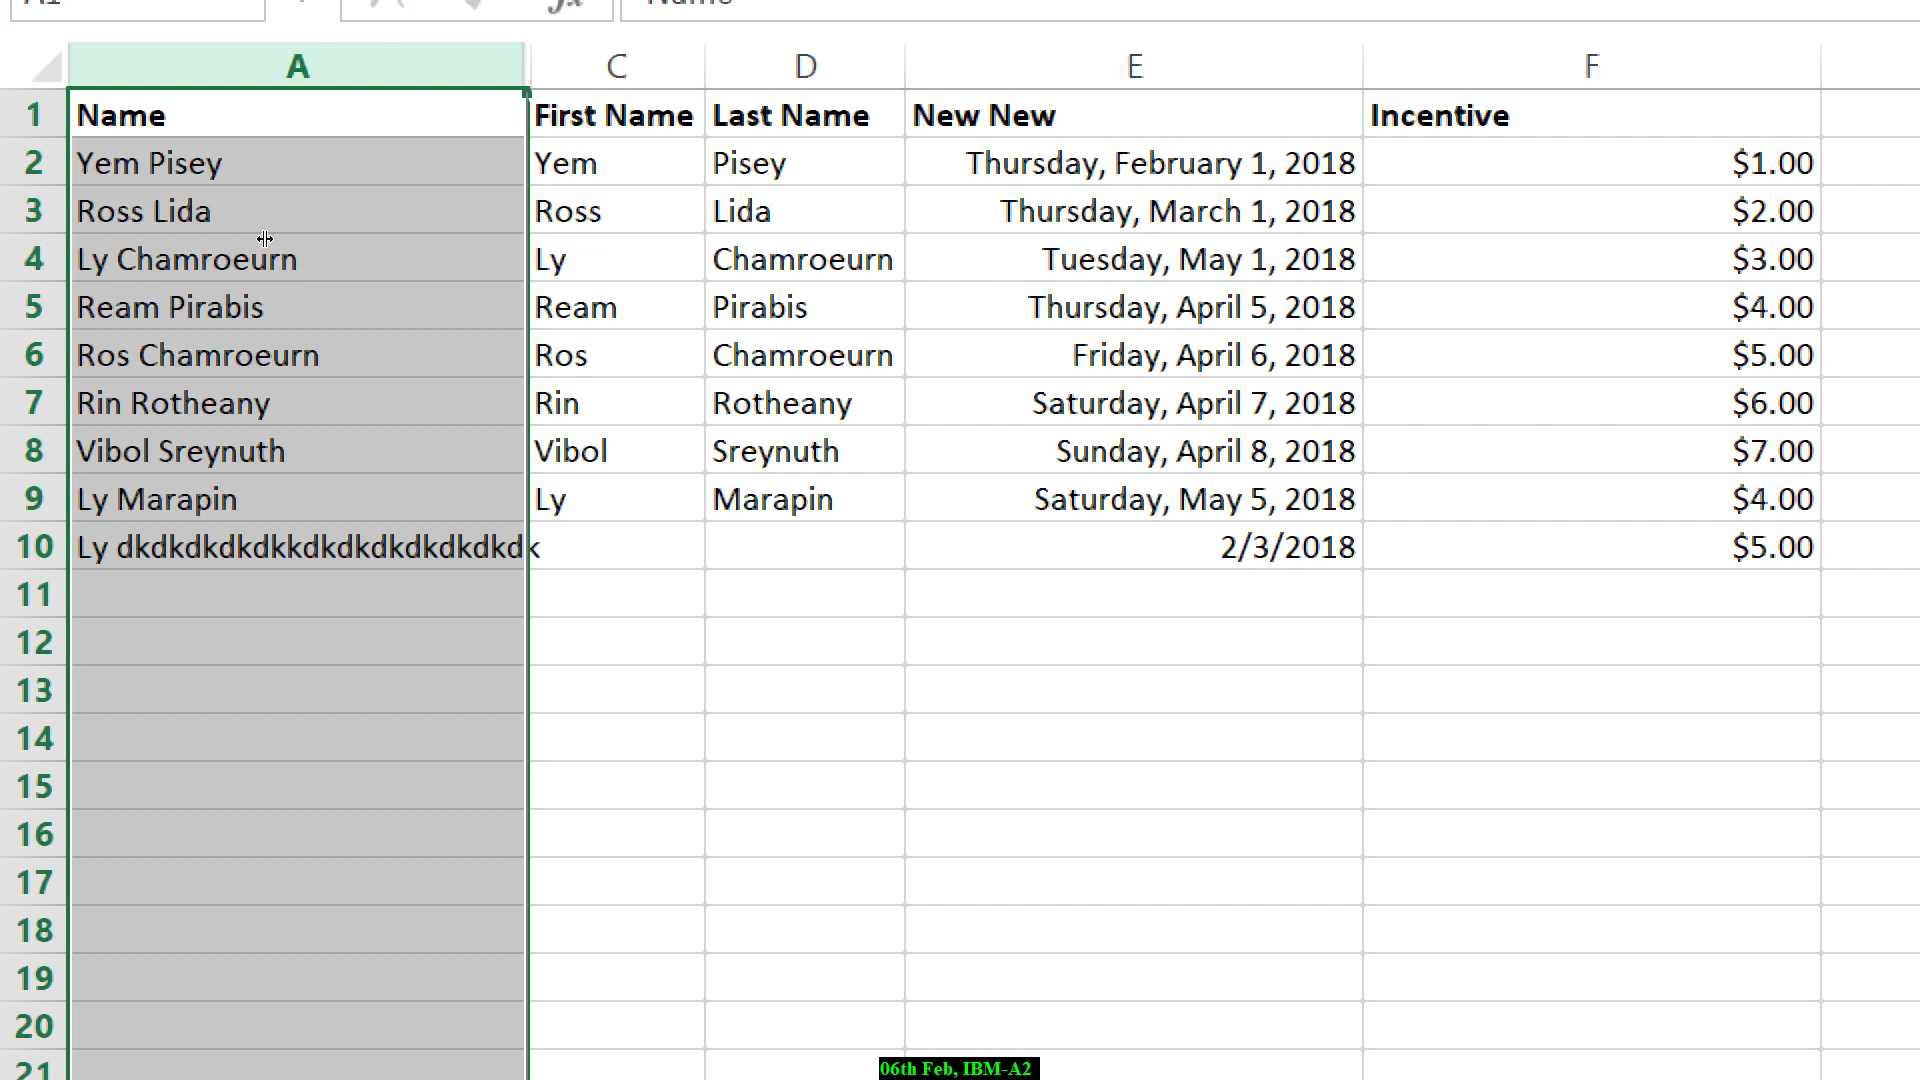 A1 fx Name
A C D E F
1 Name First Name Last Name New New Incentive
2 Yem Pisey Yem Pisey Thursday, February 1, 2018 $1.00
3 Ross Lida Ross Lida Thursday, March 1, 2018 $2.00
4 Ly Chamroeurn Ly Chamroeurn Tuesday, May 1, 2018 $3.00
5 Ream Pirabis Ream Pirabis Thursday, April 5, 2018 $4.00
6 Ros Chamroeurn Ros Chamroeurn Friday, April 6, 2018 $5.00
7 Rin Rotheany Rin Rotheany Saturday, April 7, 2018 $6.00
8 Vibol Sreynuth Vibol Sreynuth Sunday, April 8, 2018 $7.00
9 Ly Marapin Ly Marapin Saturday, May 5, 2018 $4.00
10 Ly dkdkdkdkdkkdkdkdkdkdkdkdk 2/3/2018 $5.00
11
12
13
14
15
16
17
18
19
20
21
06th Feb, IBM-A2